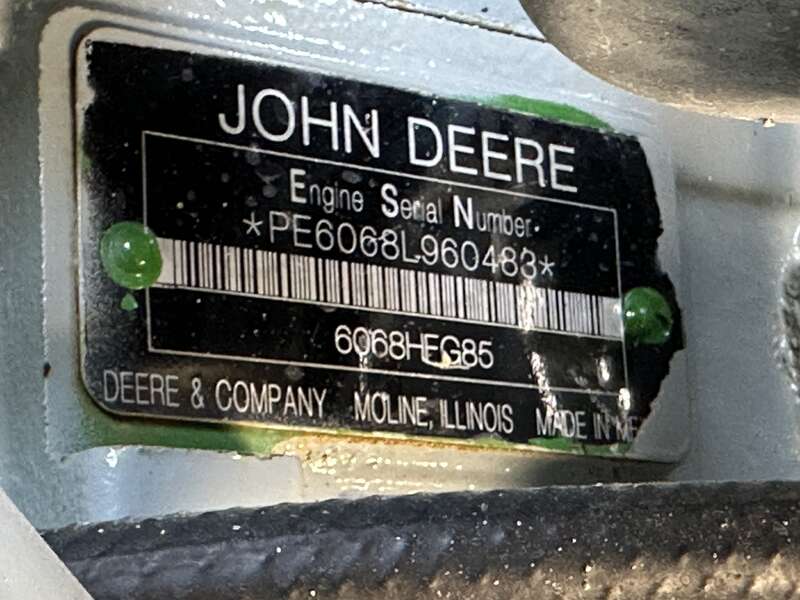 JOHN DEERE
Engine Serial Number
*PE6068L960483*
6068HFG85
DEERE & COMPANY MOLINE, ILLINOIS MADE IN